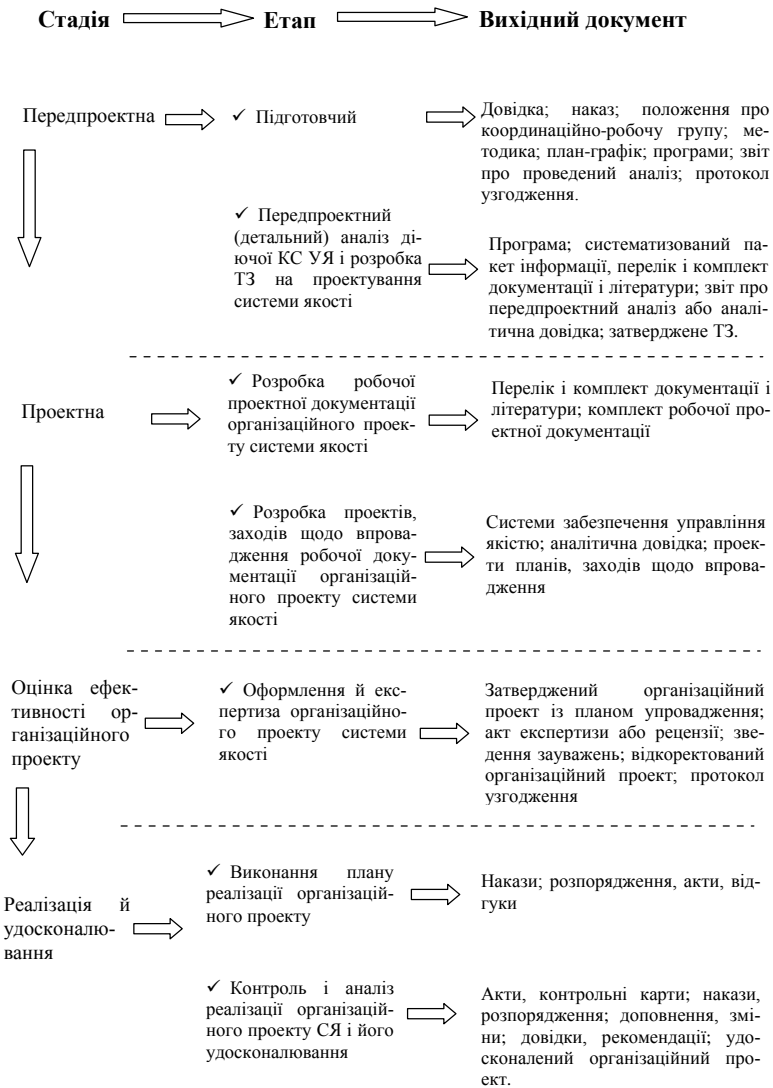 Стадія Етап Вихідний документ
Передпроектна ✓ Підготовчий
Довідка; наказ; положення про
координаційно-робочу групу; ме-
тодика; план-графік; програми; звіт
про проведений аналіз; протокол
узгодження.
✓ Передпроектний
(детальний) аналіз ді-
ючої КС УЯ і розробка
ТЗ на проектування
системи якості
Програма; систематизований па-
кет інформації, перелік і комплект
документації і літератури; звіт про
передпроектний аналіз або аналі-
тична довідка; затверджене ТЗ.
Проектна
✓ Розробка робочої
проектної документації
організаційного проек-
ту системи якості
Перелік і комплект документації і
літератури; комплект робочої про-
ектної документації
✓ Розробка проектів,
заходів щодо впрова-
дження робочої доку-
ментації організацій-
ного проекту системи
якості
Системи забезпечення управління
якістю; аналітична довідка; проек-
ти планів, заходів щодо впрова-
дження
Оцінка ефек-
тивності ор-
ганізаційного
проекту
✓ Оформлення й екс-
пертиза організаційно-
го проекту системи
якості
Затверджений організаційний
проект із планом упровадження;
акт експертизи або рецензії; зве-
дення зауважень; відкоректований
організаційний проект; протокол
узгодження
Реалізація й
удосконалю-
вання
✓ Виконання плану
реалізації організацій-
ного проекту
Накази; розпорядження, акти, від-
гуки
✓ Контроль і аналіз
реалізації організацій-
ного проекту СЯ і його
удосконалювання
Акти, контрольні карти; накази,
розпорядження; доповнення, змі-
ни; довідки, рекомендації; удо-
сконалений організаційний про-
ект.